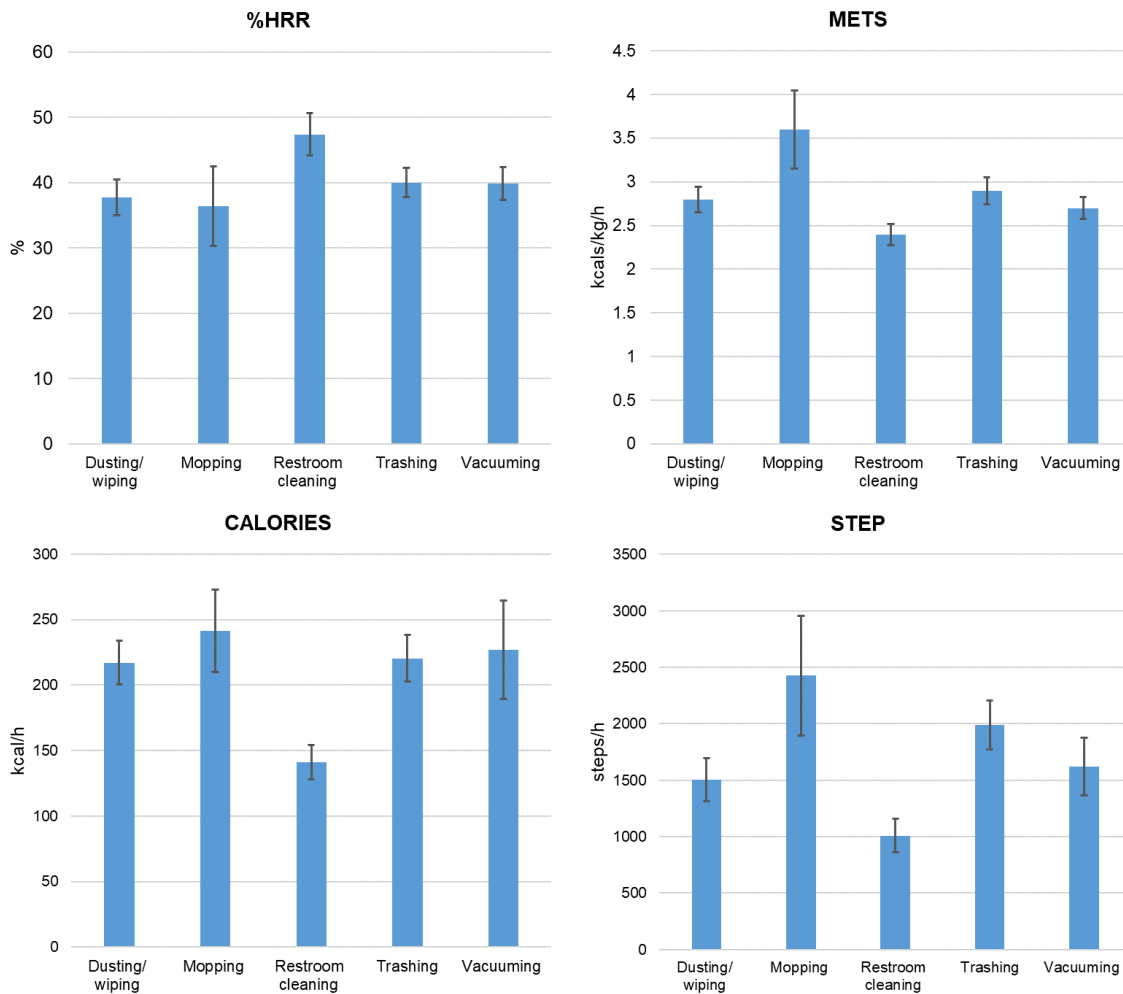 %HRR
60
50
40
30
20
10
0
%
Dusting/
wiping
Mopping
Restroom
cleaning
Trashing
Vacuuming
METS
4.5
4
3.5
3
2.5
2
1.5
1
0.5
0
kcals/kg/h
Dusting/
wiping
Mopping
Restroom
cleaning
Trashing
Vacuuming
CALORIES
300
250
200
150
100
50
0
kcal/h
Dusting/
wiping
Mopping
Restroom
cleaning
Trashing
Vacuuming
STEP
3500
3000
2500
2000
1500
1000
500
0
steps/h
Dusting/
wiping
Mopping
Restroom
cleaning
Trashing
Vacuuming